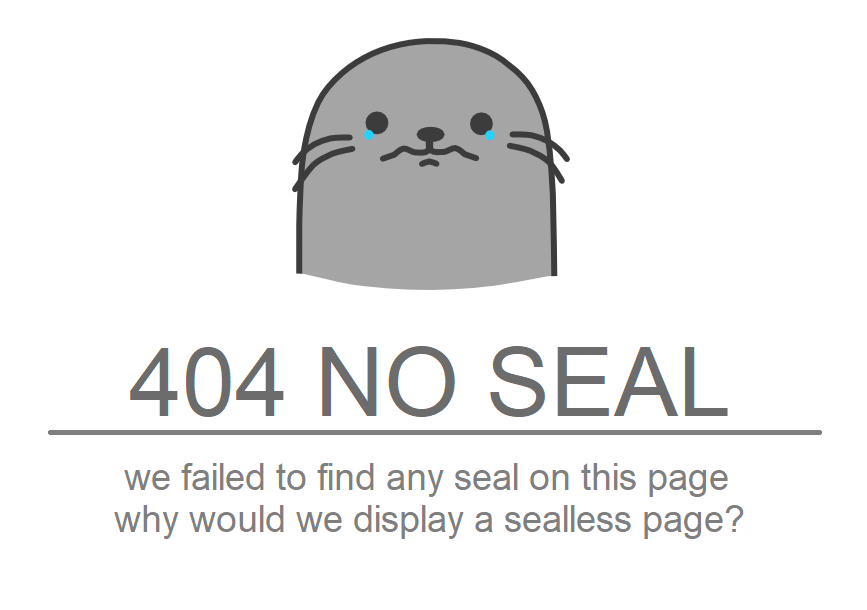 404 NO SEAL
we failed to find any seal on this page
why would we display a sealless page?